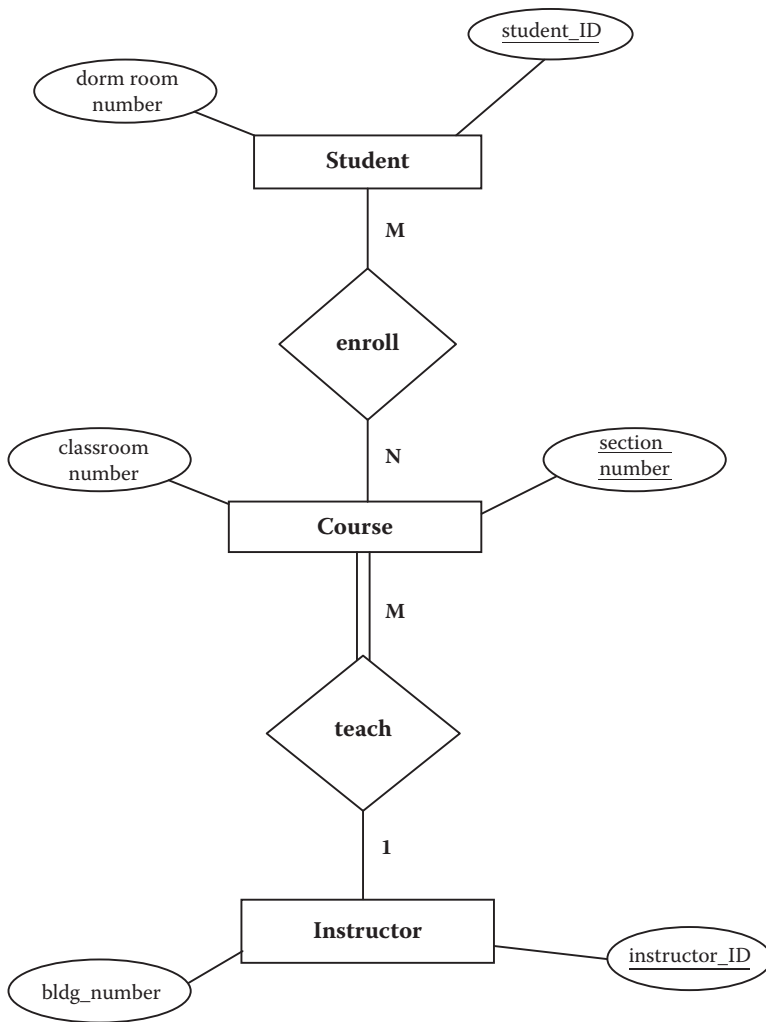 student_ID
dorm room
number
Student
M
enroll
N
classroom
number
section
number
Course
M
teach
1
Instructor
instructor_ID
bldg_number